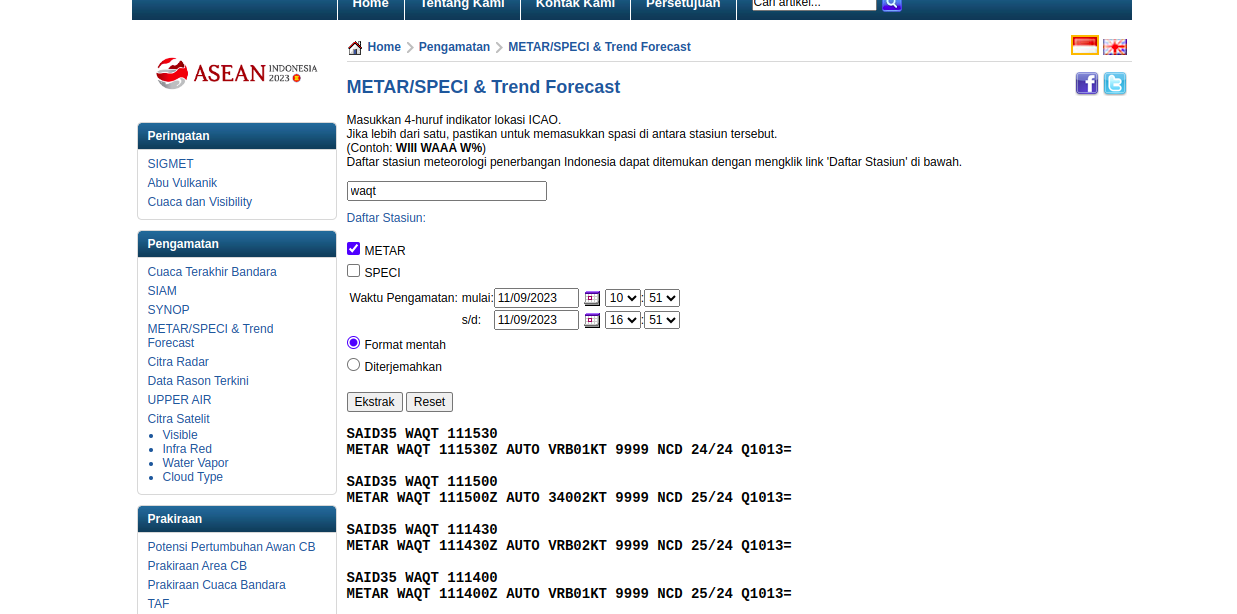 Home Tentang Kami Kontak Kami Persetujuan Cari artikel...
Home Pengamatan METAR/SPECI & Trend Forecast
ASEAN INDONESIA 2023
METAR/SPECI & Trend Forecast
Masukkan 4-huruf indikator lokasi ICAO.
Jika lebih dari satu, pastikan untuk memasukkan spasi di antara stasiun tersebut.
(Contoh: WIII WAAA W%)
Daftar stasiun meteorologi penerbangan Indonesia dapat ditemukan dengan mengklik link 'Daftar Stasiun' di bawah.
waqt
Daftar Stasiun:
METAR
SPECI
Waktu Pengamatan: mulai: 11/09/2023 10 : 51
s/d: 11/09/2023 16 : 51
Format mentah
Diterjemahkan
Ekstrak Reset
SAID35 WAQT 111530
METAR WAQT 111530Z AUTO VRB01KT 9999 NCD 24/24 Q1013=
SAID35 WAQT 111500
METAR WAQT 111500Z AUTO 34002KT 9999 NCD 25/24 Q1013=
SAID35 WAQT 111430
METAR WAQT 111430Z AUTO VRB02KT 9999 NCD 25/24 Q1013=
SAID35 WAQT 111400
METAR WAQT 111400Z AUTO VRB01KT 9999 NCD 25/24 Q1013=
Peringatan
SIGMET
Abu Vulkanik
Cuaca dan Visibility
Pengamatan
Cuaca Terakhir Bandara
SIAM
SYNOP
METAR/SPECI & Trend
Forecast
Citra Radar
Data Rason Terkini
UPPER AIR
Citra Satelit
Visible
Infra Red
Water Vapor
Cloud Type
Prakiraan
Potensi Pertumbuhan Awan CB
Prakiraan Area CB
Prakiraan Cuaca Bandara
TAF